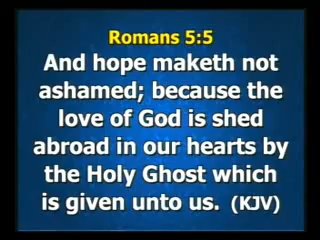 Romans 5:5
And hope maketh not
ashamed; because the
love of God is shed
abroad in our hearts by
the Holy Ghost which
is given unto us. (KJV)